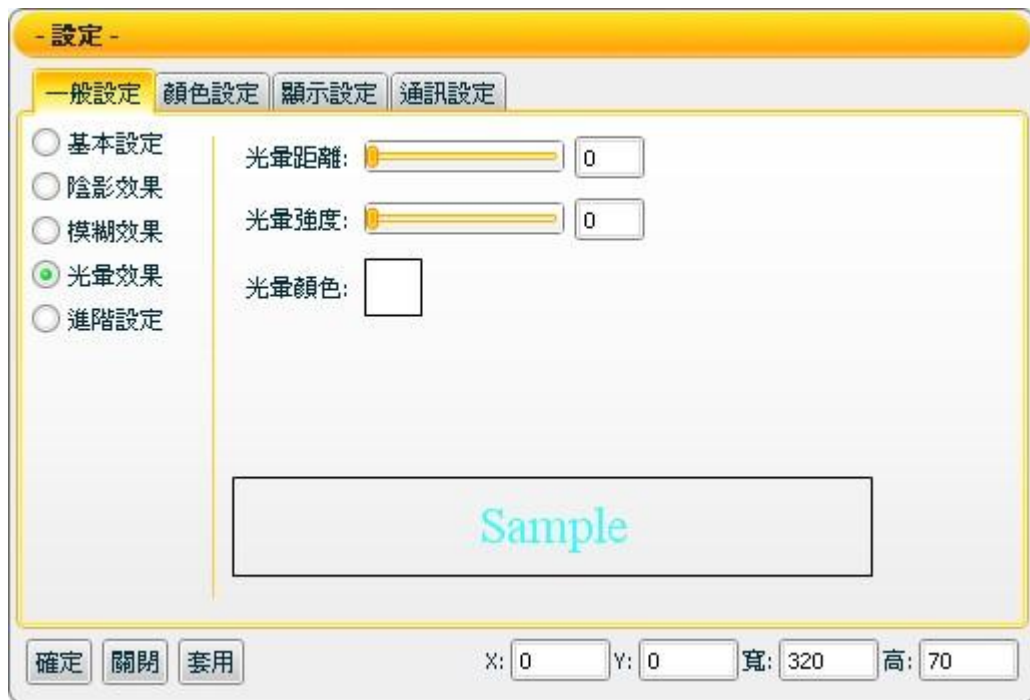 - 設定 -
一般設定 顏色設定 顯示設定 通訊設定
基本設定
陰影效果
模糊效果
光暈效果
進階設定
光暈距離: 0
光暈強度: 0
光暈顏色:
Sample
確定 關閉 套用 X: 0 Y: 0 寬: 320 高: 70